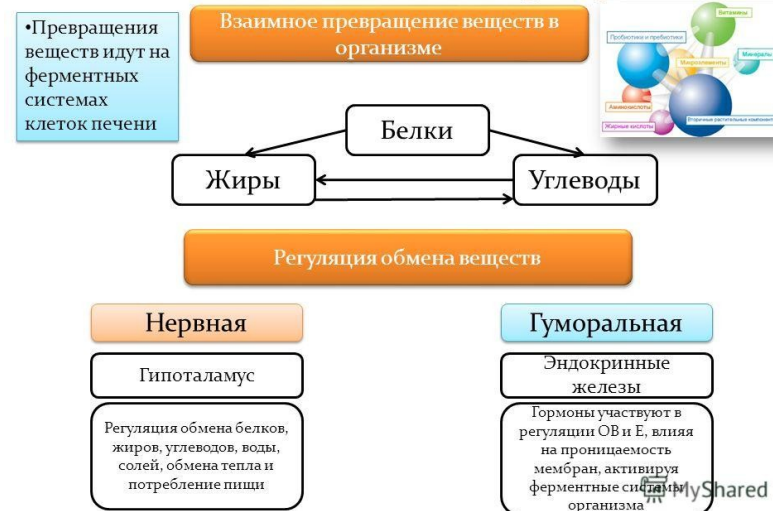 •Превращения
веществ идут на
ферментных
системах
клеток печени
Взаимное превращение веществ в
организме
Витамины
Пробиотики и пребиотики
Минералы
Микроэлементы
Аминокислоты
Вторичные растительные компоненты
Жирные кислоты
Белки
Жиры
Углеводы
Регуляция обмена веществ
Нервная
Гуморальная
Гипоталамус
Эндокринные
железы
Регуляция обмена белков,
жиров, углеводов, воды,
солей, обмена тепла и
потребление пищи
Гормоны участвуют в
регуляции ОВ и Е, влияя
на проницаемость
мембран, активируя
ферментные системы
организма
MyShared